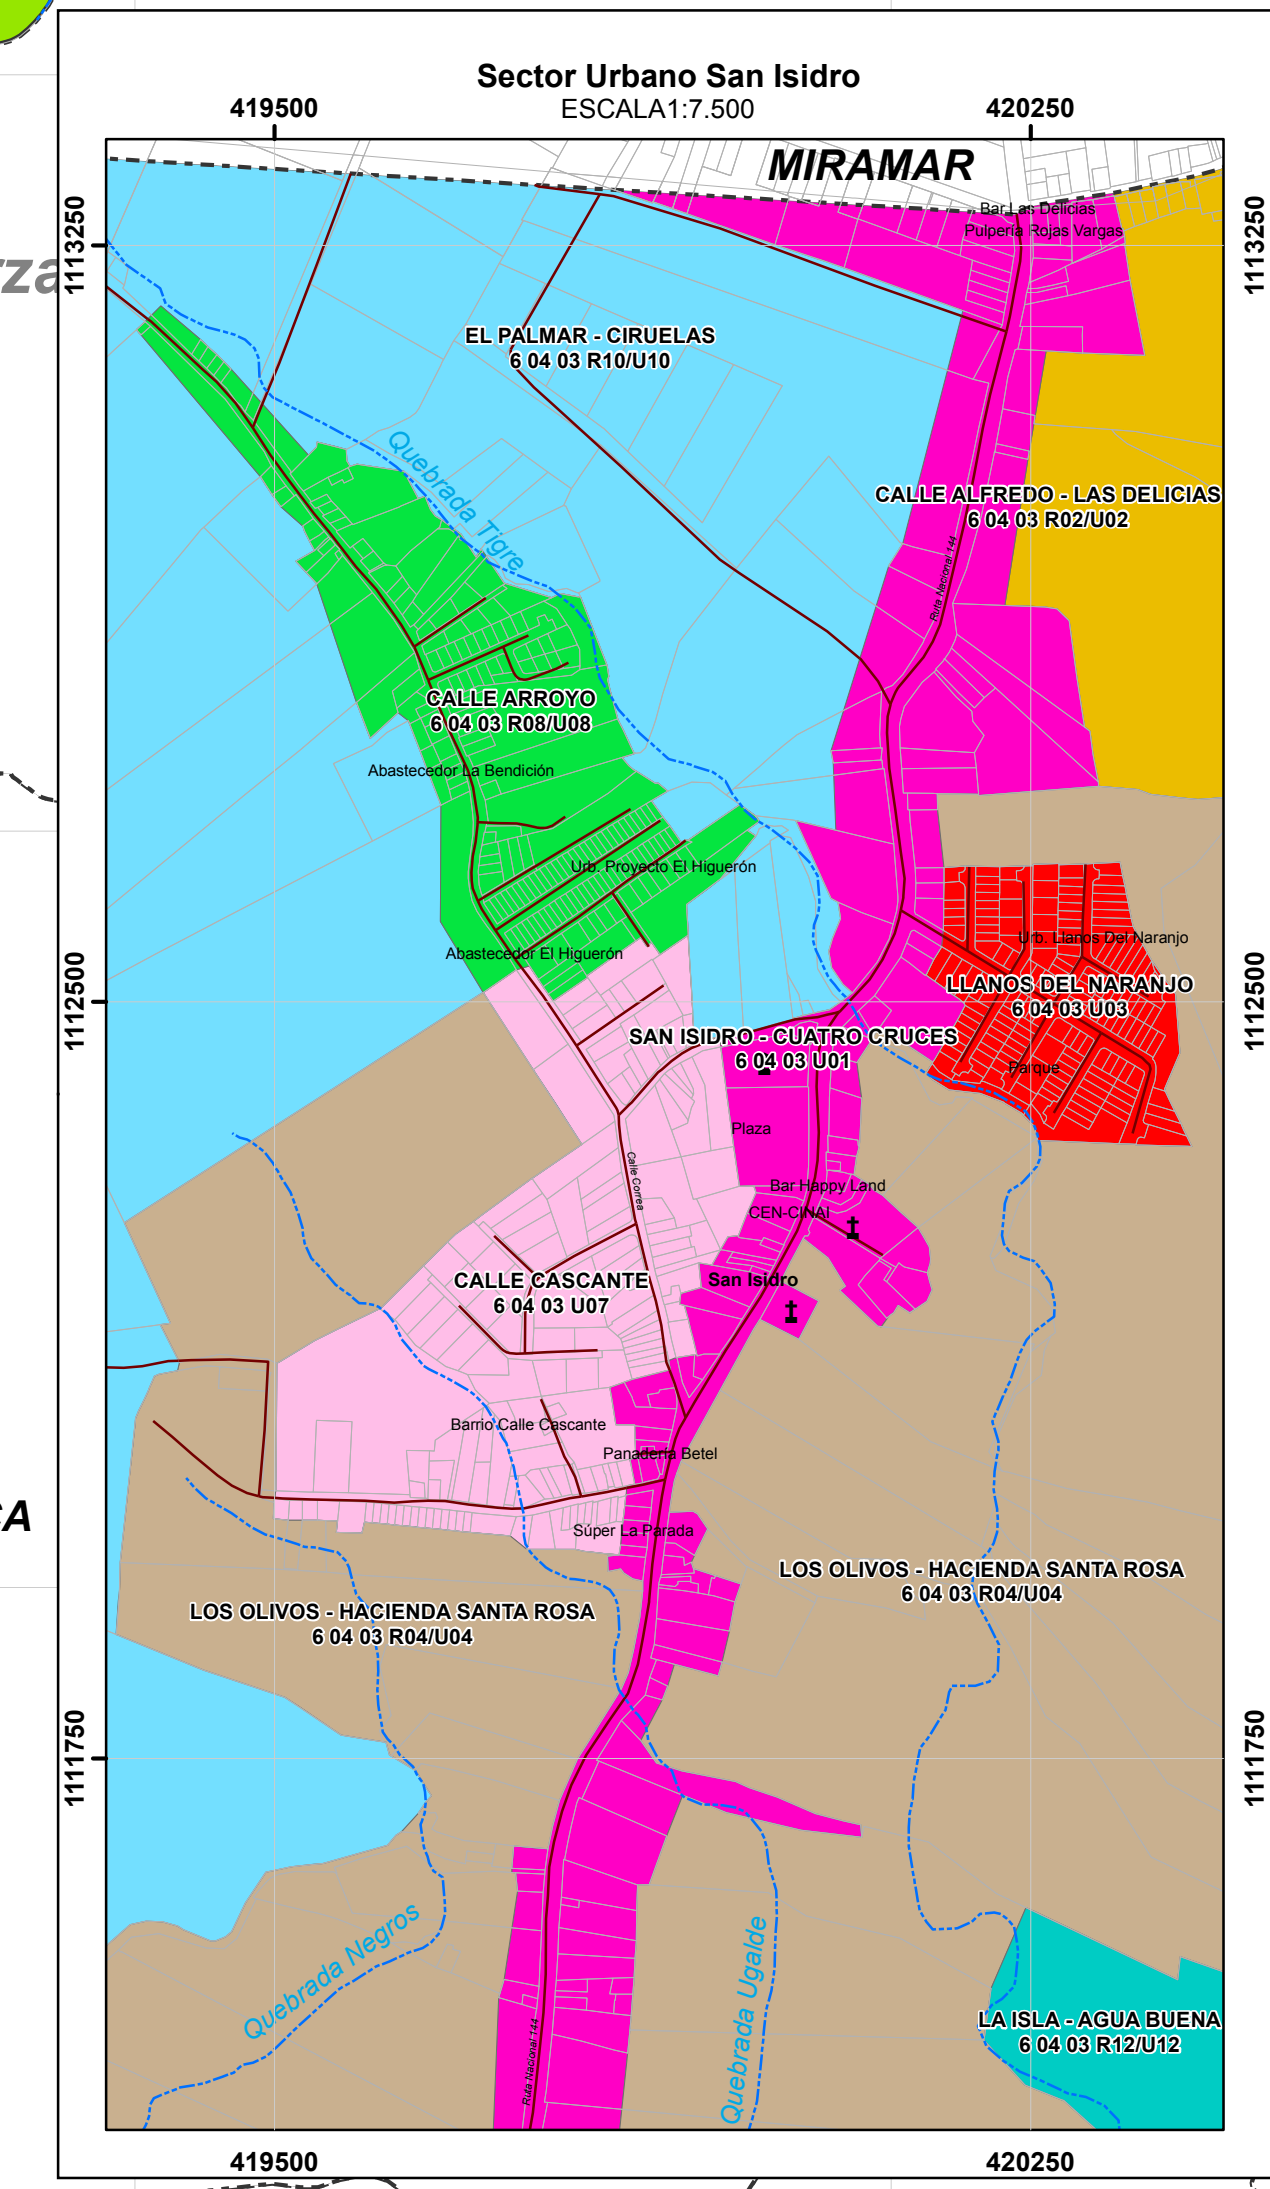 Sector Urbano San Isidro
ESCALA1:7.500
419500
420250
MIRAMAR
Bar Las Delicias
Pulpería Rojas Vargas
1113250
1113250
rza
EL PALMAR - CIRUELAS
6 04 03 R10/U10
Quebrada Tigre
CALLE ALFREDO - LAS DELICIAS
6 04 03 R02/U02
Ruta Nacional 144
CALLE ARROYO
6 04 03 R08/U08
Abastecedor La Bendición
Urb. Proyecto El Higuerón
Abastecedor El Higuerón
Urb. Llanos Del Naranjo
LLANOS DEL NARANJO
6 04 03 U03
1112500
1112500
SAN ISIDRO - CUATRO CRUCES
6 04 03 U01
Parque
Plaza
Calle Correa
Bar Happy Land
CEN-CINAI
San Isidro
CALLE CASCANTE
6 04 03 U07
Barrio Calle Cascante
Panadería Betel
CA
Súper La Parada
LOS OLIVOS - HACIENDA SANTA ROSA
6 04 03 R04/U04
LOS OLIVOS - HACIENDA SANTA ROSA
6 04 03 R04/U04
1111750
1111750
Quebrada Negros
Quebrada Ugalde
LA ISLA - AGUA BUENA
6 04 03 R12/U12
Ruta Nacional 144
419500
420250